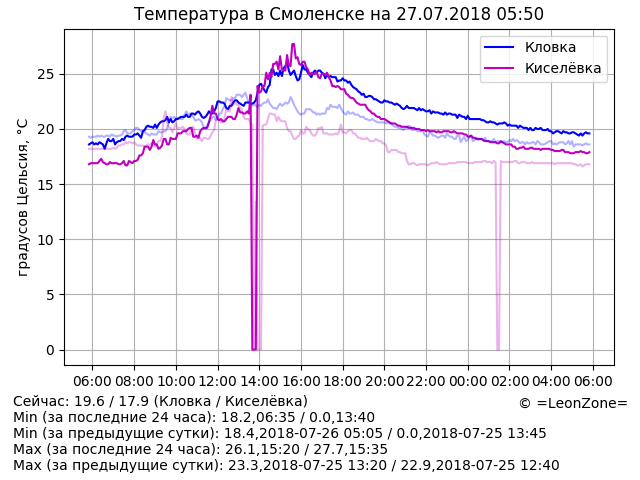 Температура в Смоленске на 27.07.2018 05:50
Кловка
Киселёвка
градусов Цельсия, °C
25
20
15
10
5
0
06:00 08:00 10:00 12:00 14:00 16:00 18:00 20:00 22:00 00:00 02:00 04:00 06:00
Сейчас: 19.6 / 17.9 (Кловка / Киселёвка)
© =LeonZone=
Min (за последние 24 часа): 18.2,06:35 / 0.0,13:40
Min (за предыдущие сутки): 18.4,2018-07-26 05:05 / 0.0,2018-07-25 13:45
Max (за последние 24 часа): 26.1,15:20 / 27.7,15:35
Max (за предыдущие сутки): 23.3,2018-07-25 13:20 / 22.9,2018-07-25 12:40